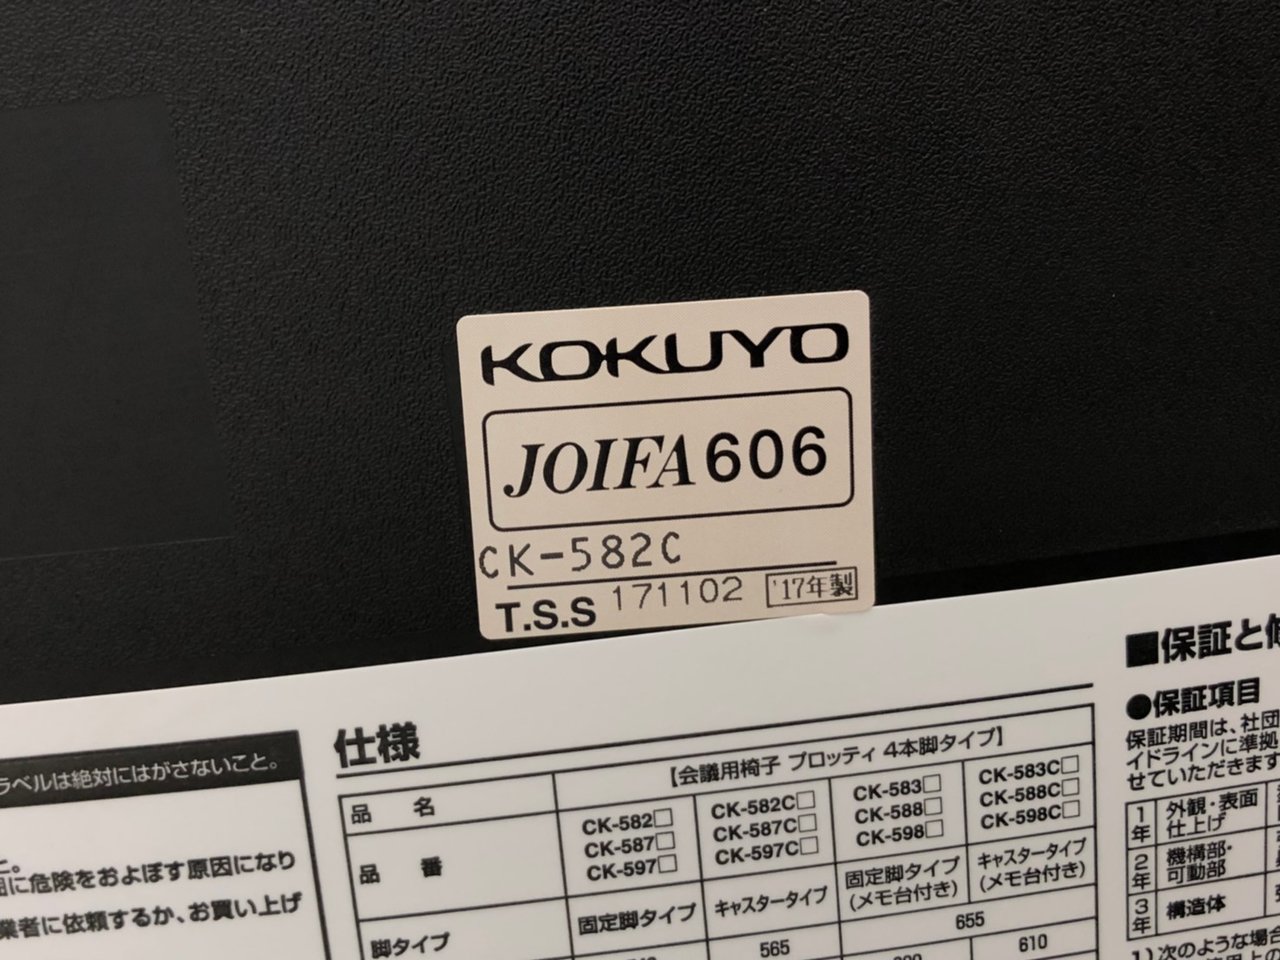 KOKUYO
JOIFA 606
CK-582C
T.S.S 171102 '17年製
ラベルは絶対にはがさないこと。
に危険をおよぼす原因になり
業者に依頼するか、お買い上げ
仕様
品名 【会議用椅子 プロッティ 4本脚タイプ】
品番
CK-582□ CK-582C□ CK-583□ CK-583C□
CK-587□ CK-587C□ CK-588□ CK-588C□
CK-597□ CK-597C□ CK-598□ CK-598C□
脚タイプ 固定脚タイプ キャスタータイプ 固定脚タイプ(メモ台付き) キャスタータイプ(メモ台付き)
565 655
610
■保証と
●保証項目
保証期間は、社団
イドラインに準拠
せていただきます
1年 外観・表面仕上げ
2年 機構部・可動部
3年 構造体
1)次のような場合